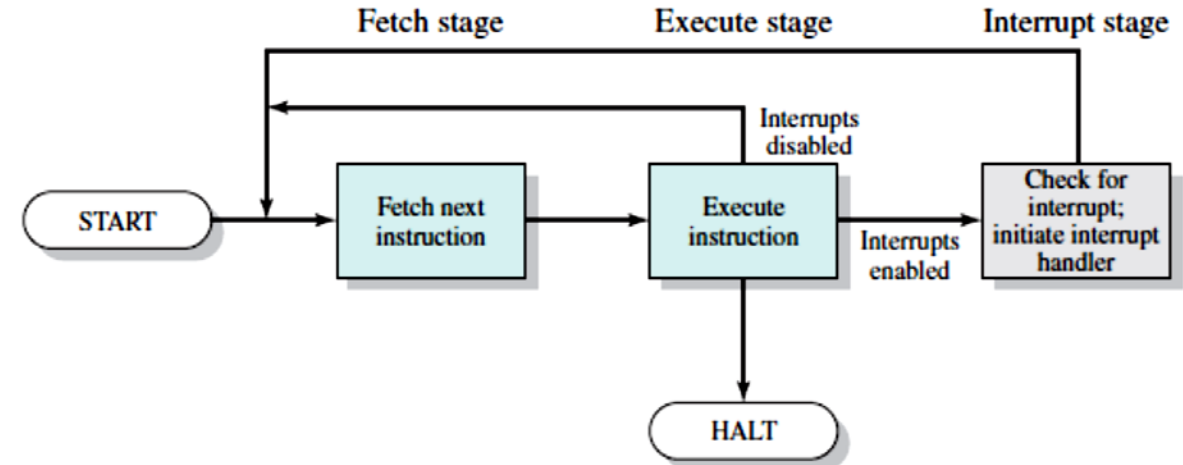 Fetch stage
Execute stage
Interrupt stage
Interrupts
disabled
START
Fetch next
instruction
Execute
instruction
Interrupts
enabled
Check for
interrupt;
initiate interrupt
handler
HALT